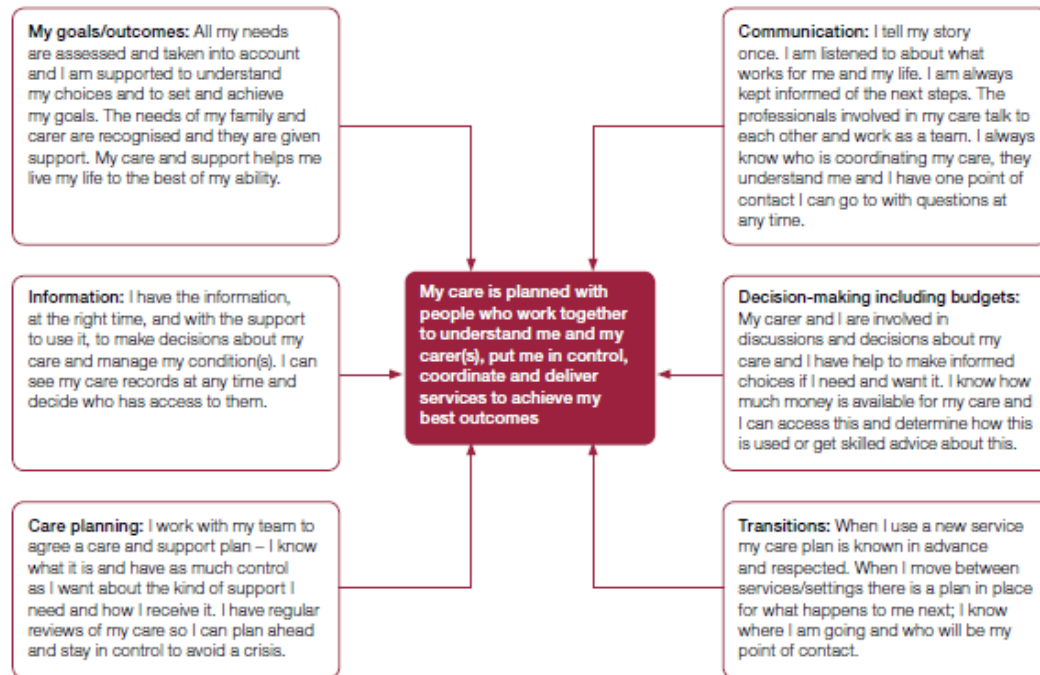 My goals/outcomes: All my needs
are assessed and taken into account
and I am supported to understand
my choices and to set and achieve
my goals. The needs of my family and
carer are recognised and they are given
support. My care and support helps me
live my life to the best of my ability.
Communication: I tell my story
once. I am listened to about what
works for me and my life. I am always
kept informed of the next steps. The
professionals involved in my care talk to
each other and work as a team. I always
know who is coordinating my care, they
understand me and I have one point of
contact I can go to with questions at
any time.
Information: I have the information,
at the right time, and with the support
to use it, to make decisions about my
care and manage my condition(s). I can
see my care records at any time and
decide who has access to them.
My care is planned with
people who work together
to understand me and my
carer(s), put me in control,
coordinate and deliver
services to achieve my
best outcomes
Decision-making including budgets:
My carer and I are involved in
discussions and decisions about my
care and I have help to make informed
choices if I need and want it. I know how
much money is available for my care and
I can access this and determine how this
is used or get skilled advice about this.
Care planning: I work with my team to
agree a care and support plan – I know
what it is and have as much control
as I want about the kind of support I
need and how I receive it. I have regular
reviews of my care so I can plan ahead
and stay in control to avoid a crisis.
Transitions: When I use a new service
my care plan is known in advance
and respected. When I move between
services/settings there is a plan in place
for what happens to me next; I know
where I am going and who will be my
point of contact.